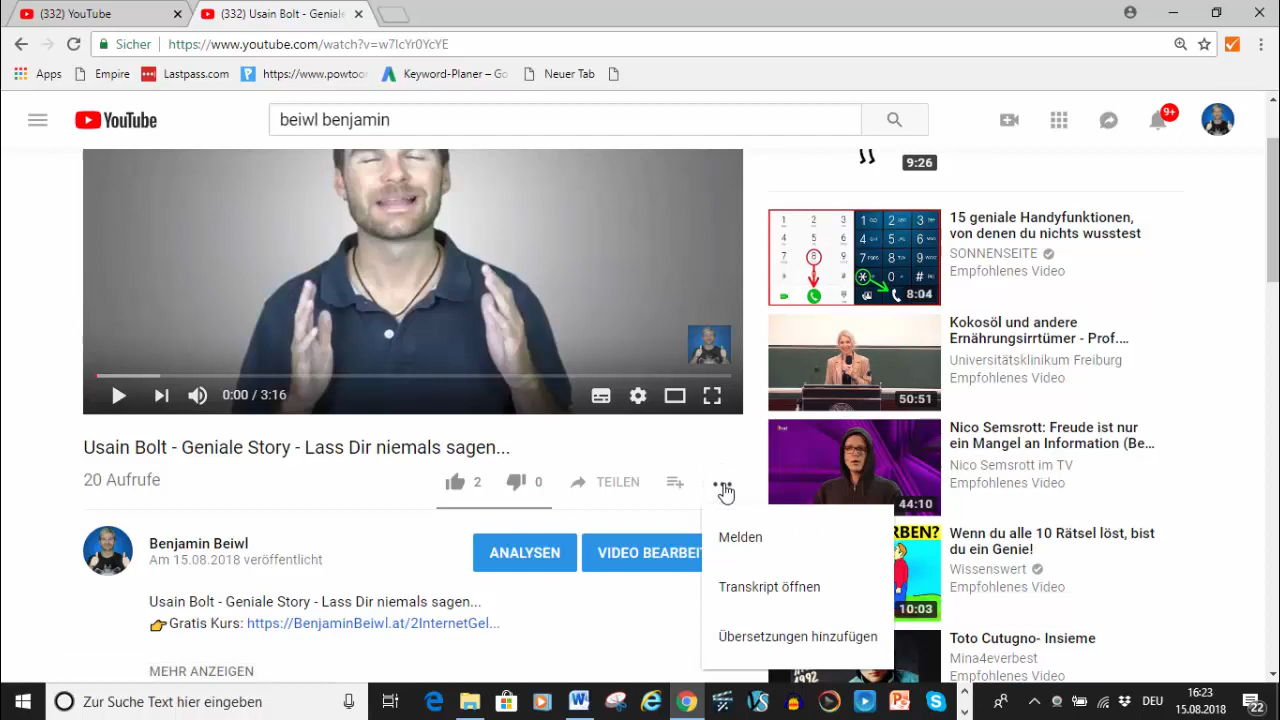 (332) YouTube
(332) Usain Bolt - Geniale
Sicher
https://www.youtube.com/watch?v=w7IcYr0YcYE
Apps
Empire
Lastpass.com
https://www.powtoo
Keyword-Planer – Go
Neuer Tab
YouTube
beiwl benjamin
9+
9:26
0:00 / 3:16
Usain Bolt - Geniale Story - Lass Dir niemals sagen...
20 Aufrufe
2
0
TEILEN
Benjamin Beiwl
Am 15.08.2018 veröffentlicht
ANALYSEN
VIDEO BEARBEIT
Usain Bolt - Geniale Story - Lass Dir niemals sagen...
Gratis Kurs: https://BenjaminBeiwl.at/2InternetGel...
MEHR ANZEIGEN
Melden
Transkript öffnen
Übersetzungen hinzufügen
8:04
15 geniale Handyfunktionen,
von denen du nichts wusstest
SONNENSEITE
Empfohlenes Video
50:51
Kokosöl und andere
Ernährungsirrtümer - Prof....
Universitätsklinikum Freiburg
Empfohlenes Video
44:10
Nico Semsrott: Freude ist nur
ein Mangel an Information (Be...
Nico Semsrott im TV
Empfohlenes Video
RBEN?
10:03
Wenn du alle 10 Rätsel löst, bist
du ein Genie!
Wissenswert
Empfohlenes Video
1992
Toto Cutugno- Insieme
Mina4everbest
Empfohlenes Video
Zur Suche Text hier eingeben
DEU
16:23
15.08.2018
22